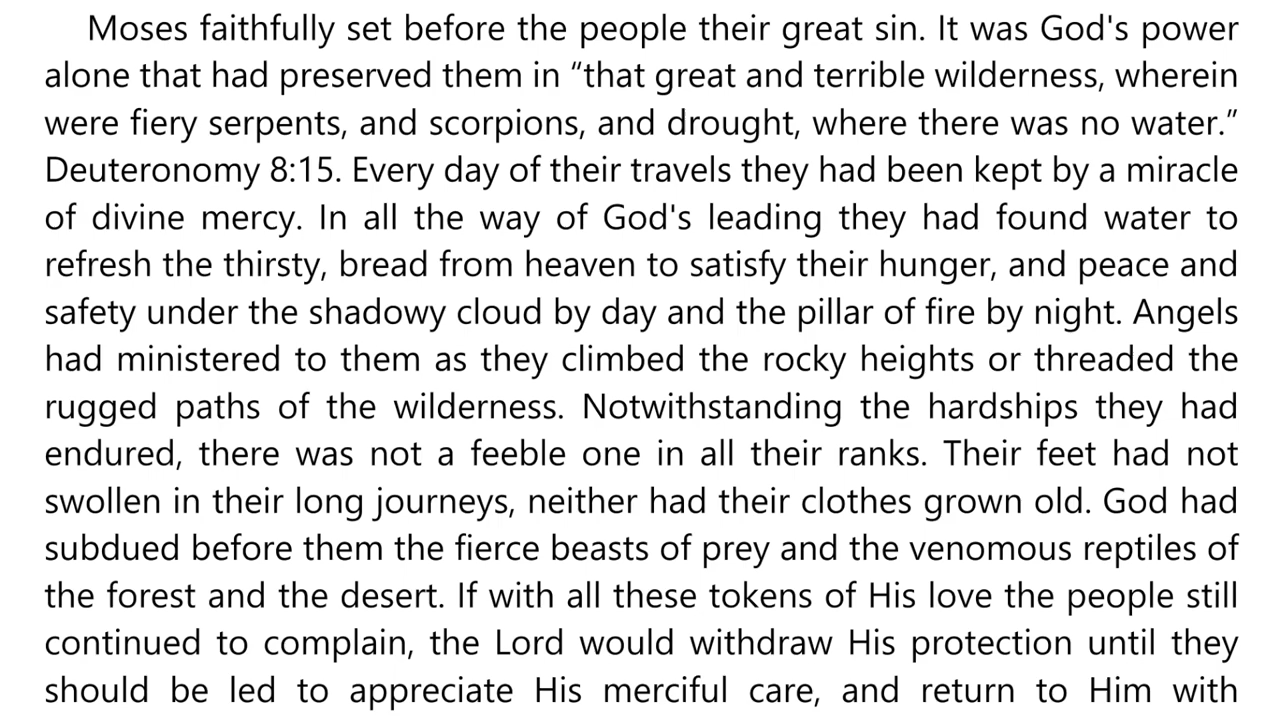 Moses faithfully set before the people their great sin. It was God's power
alone that had preserved them in “that great and terrible wilderness, wherein
were fiery serpents, and scorpions, and drought, where there was no water.”
Deuteronomy 8:15. Every day of their travels they had been kept by a miracle
of divine mercy. In all the way of God's leading they had found water to
refresh the thirsty, bread from heaven to satisfy their hunger, and peace and
safety under the shadowy cloud by day and the pillar of fire by night. Angels
had ministered to them as they climbed the rocky heights or threaded the
rugged paths of the wilderness. Notwithstanding the hardships they had
endured, there was not a feeble one in all their ranks. Their feet had not
swollen in their long journeys, neither had their clothes grown old. God had
subdued before them the fierce beasts of prey and the venomous reptiles of
the forest and the desert. If with all these tokens of His love the people still
continued to complain, the Lord would withdraw His protection until they
should be led to appreciate His merciful care, and return to Him with